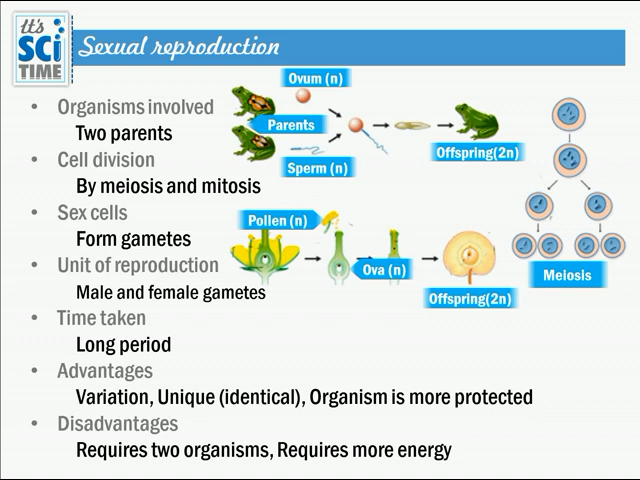 It's
SCi
TIME
Sexual reproduction
• Organisms involved
Two parents
• Cell division
By meiosis and mitosis
• Sex cells
Form gametes
• Unit of reproduction
Male and female gametes
• Time taken
Long period
• Advantages
Variation, Unique (identical), Organism is more protected
• Disadvantages
Requires two organisms, Requires more energy
Ovum (n)
Parents
Sperm (n)
Offspring(2n)
Pollen (n)
Ova (n)
Offspring(2n)
Meiosis